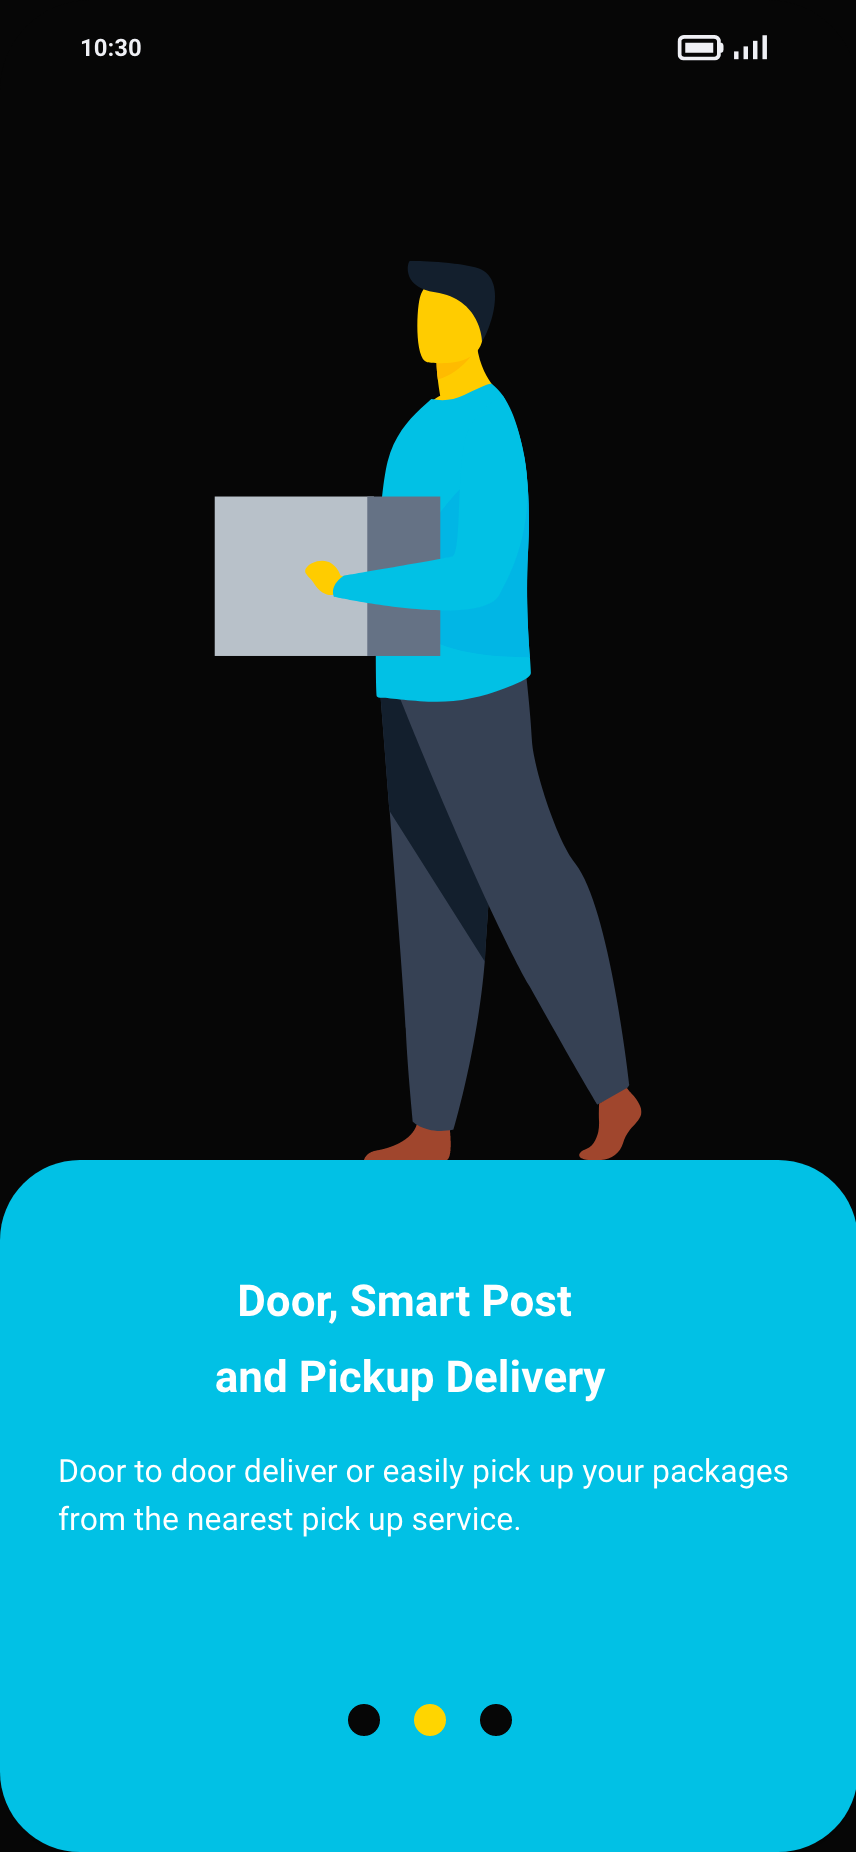 10:30
Door, Smart Post
and Pickup Delivery
Door to door deliver or easily pick up your packages
from the nearest pick up service.